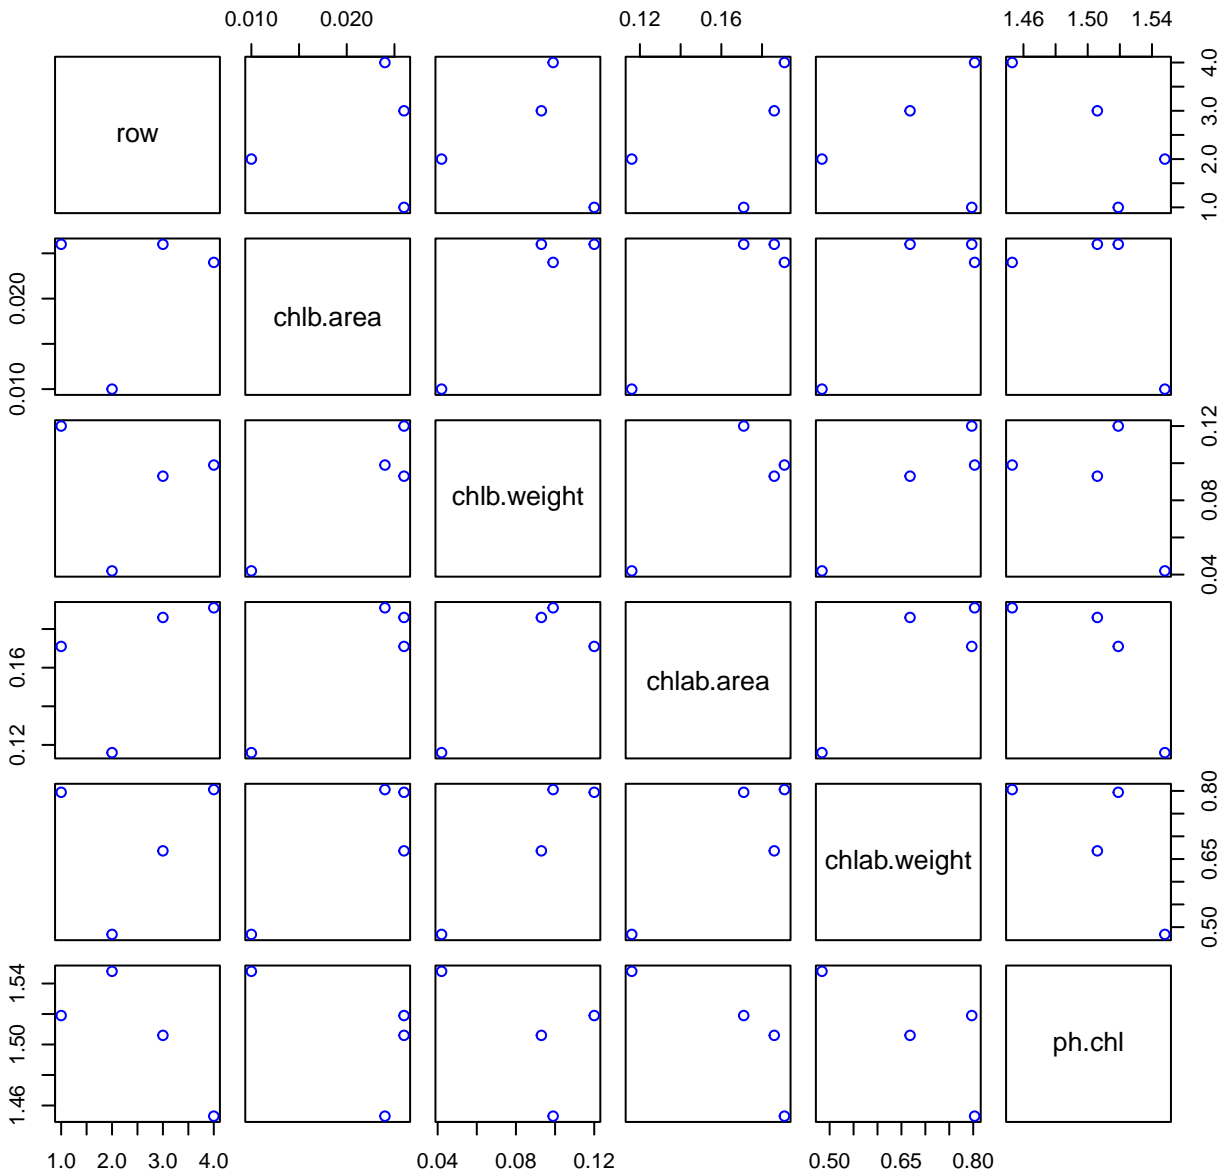 0.010 0.020 0.12 0.16 1.46 1.50 1.54
row
1.0 2.0 3.0 4.0
0.010 0.020
chlb.area
chlb.weight
0.04 0.08 0.12
0.12 0.16
chlab.area
chlab.weight
0.50 0.65 0.80
1.46 1.50 1.54
ph.chl
1.0 2.0 3.0 4.0 0.04 0.08 0.12 0.50 0.65 0.80